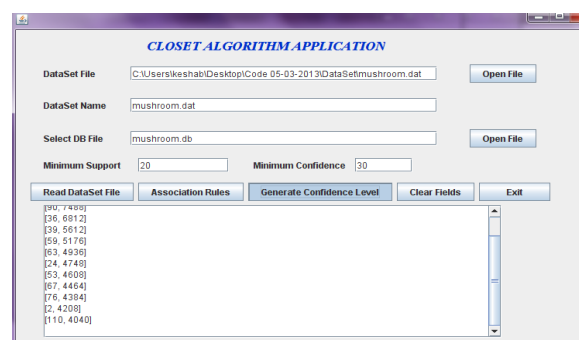 CLOSET ALGORITHM APPLICATION
DataSet File C:\Users\keshab\Desktop\Code 05-03-2013\DataSet\mushroom.dat Open File
DataSet Name mushroom.dat
Select DB File mushroom.db Open File
Minimum Support 20 Minimum Confidence 30
Read DataSet File Association Rules Generate Confidence Level Clear Fields Exit
[90, 7488]
[36, 6812]
[39, 5612]
[59, 5176]
[63, 4936]
[24, 4748]
[53, 4608]
[67, 4464]
[76, 4384]
[2, 4208]
[110, 4040]